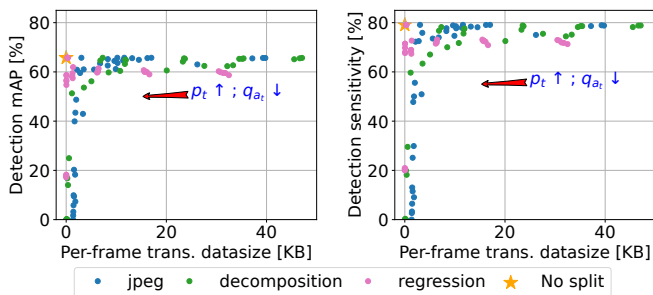 Detection mAP [%]
80
60
40
20
0
p_t ↑ ; q_{a_t} ↓
0 20 40
Per-frame trans. datasize [KB]
Detection sensitivity [%]
80
60
40
20
0
p_t ↑ ; q_{a_t} ↓
0 20 40
Per-frame trans. datasize [KB]
jpeg decomposition regression No split